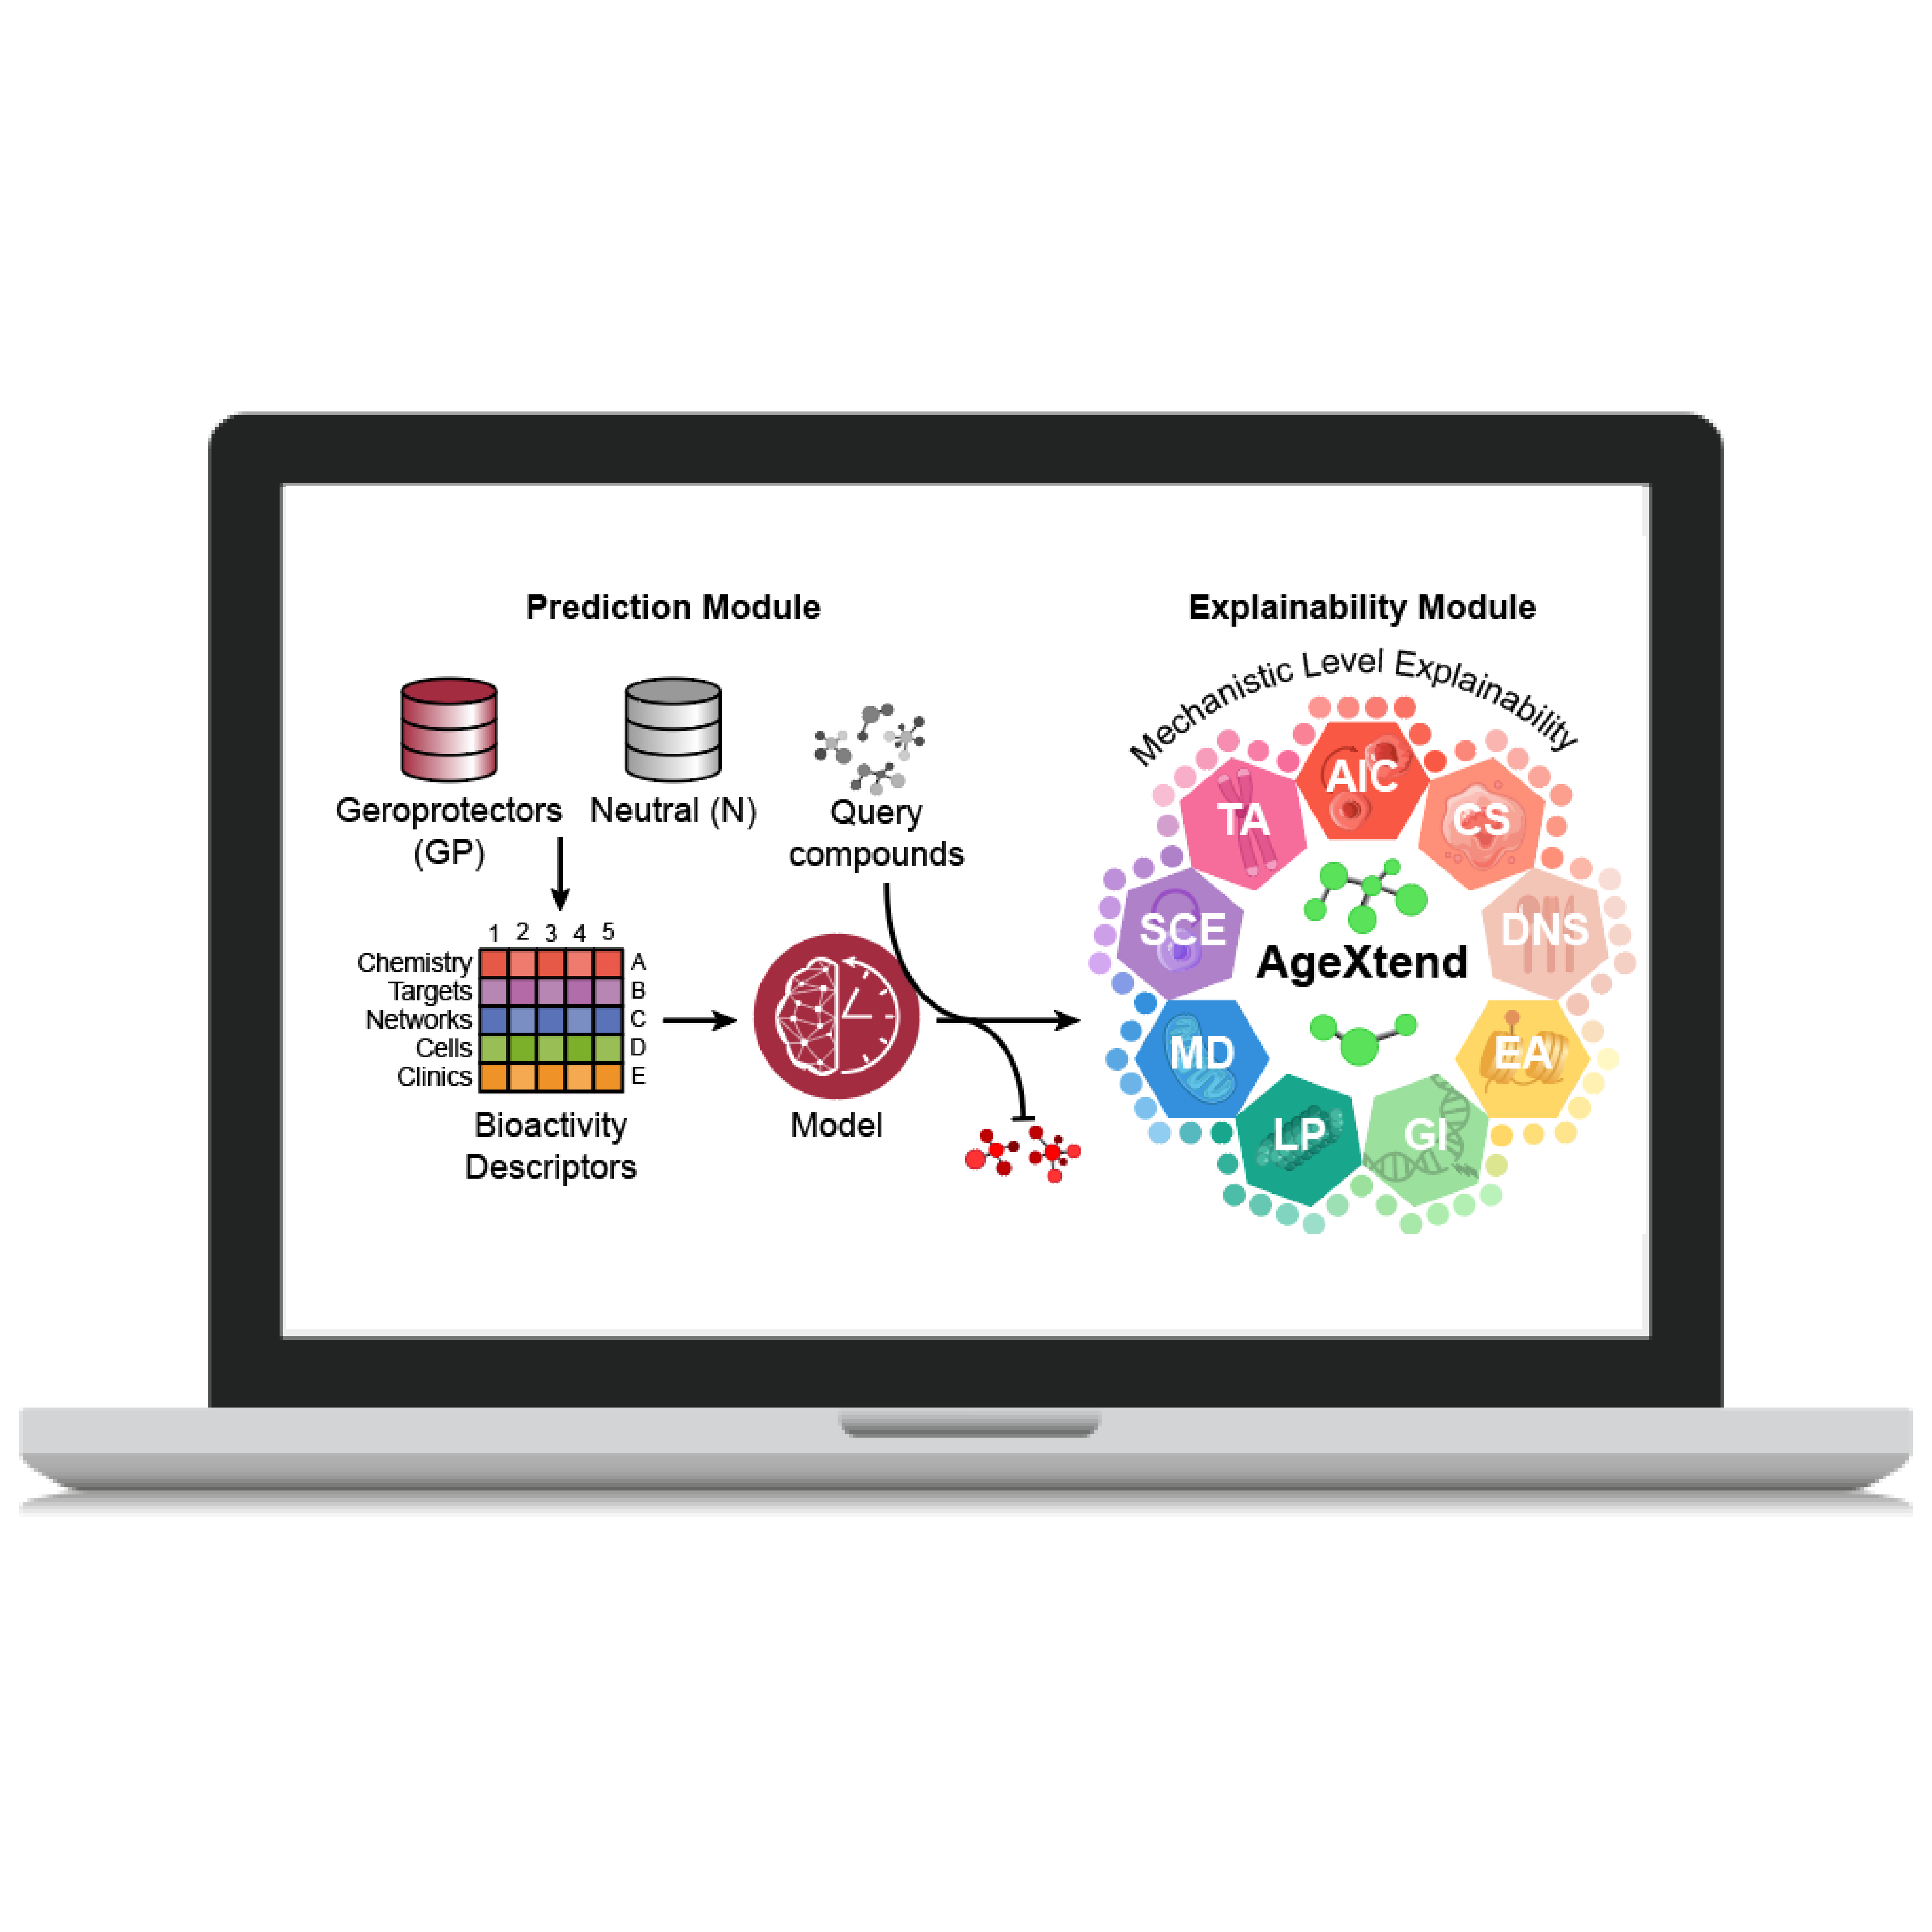 Prediction Module
Geroprotectors
(GP)
Neutral (N)
Query
compounds
1 2 3 4 5
Chemistry A
Targets B
Networks C
Cells D
Clinics E
Bioactivity
Descriptors
Model
Explainability Module
Mechanistic Level Explainability
AIC
TA
CS
SCE
DNS
AgeXtend
MD
EA
LP
GI